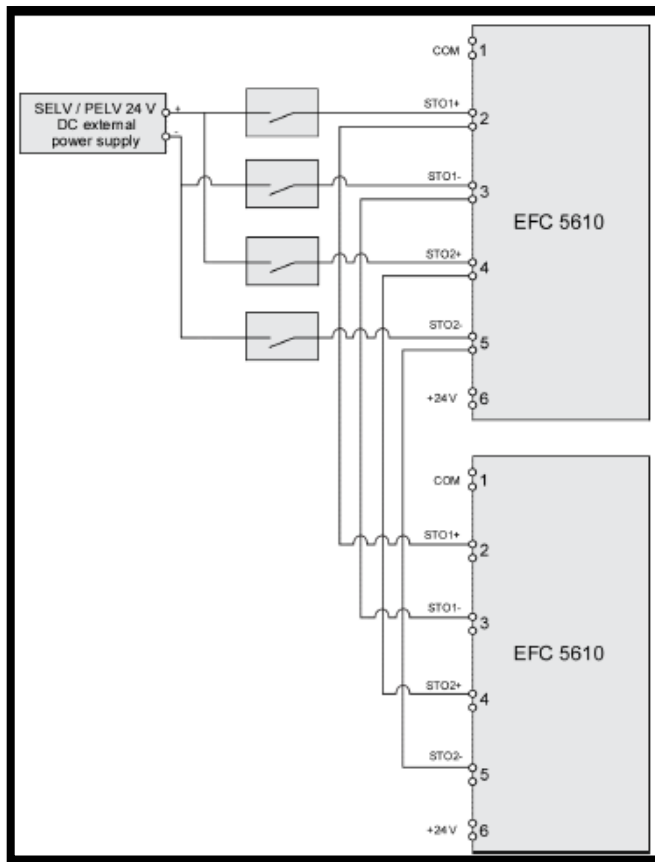 SELV / PELV 24 V
DC external
power supply
+
-
COM
1
STO1+
2
STO1-
3
STO2+
4
STO2-
5
+24V
6
EFC 5610
COM
1
STO1+
2
STO1-
3
STO2+
4
STO2-
5
+24V
6
EFC 5610